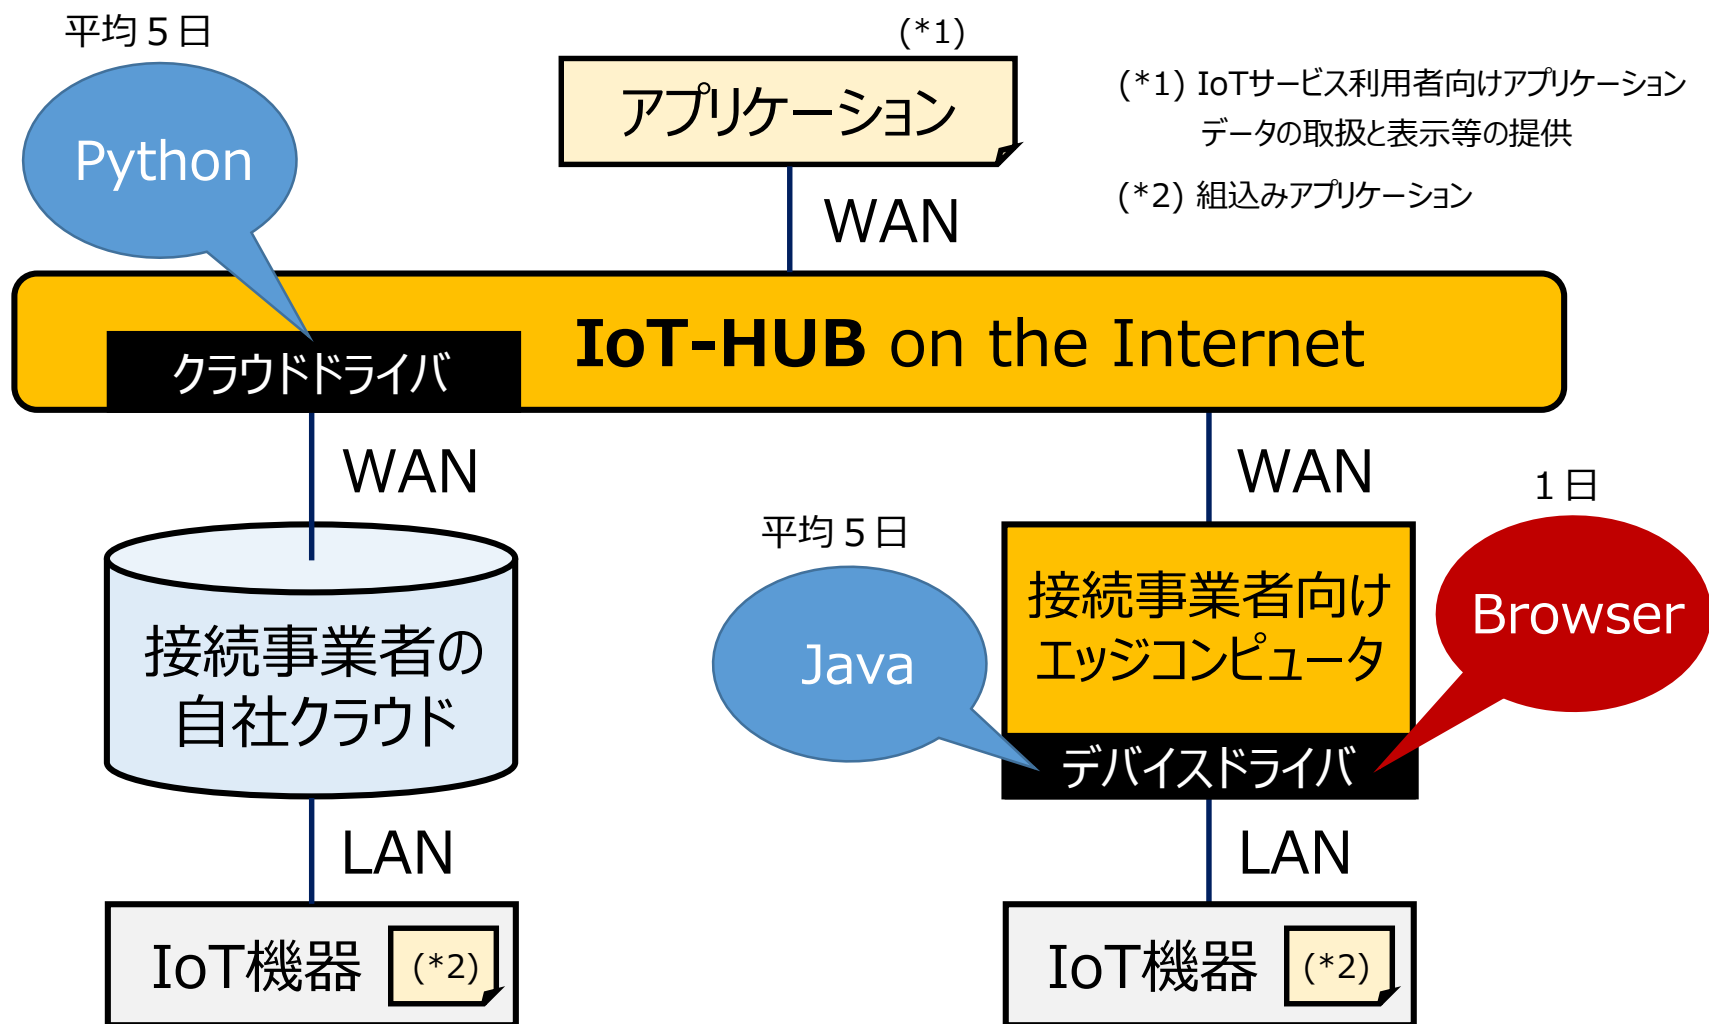 平均５日
(*1)
アプリケーション
(*1) IoTサービス利用者向けアプリケーション
データの取扱と表示等の提供
(*2) 組込みアプリケーション
Python
WAN
IoT-HUB on the Internet
クラウドドライバ
WAN
WAN
１日
平均５日
接続事業者向け
エッジコンピュータ
Browser
接続事業者の
自社クラウド
Java
デバイスドライバ
LAN
LAN
IoT機器
(*2)
IoT機器
(*2)